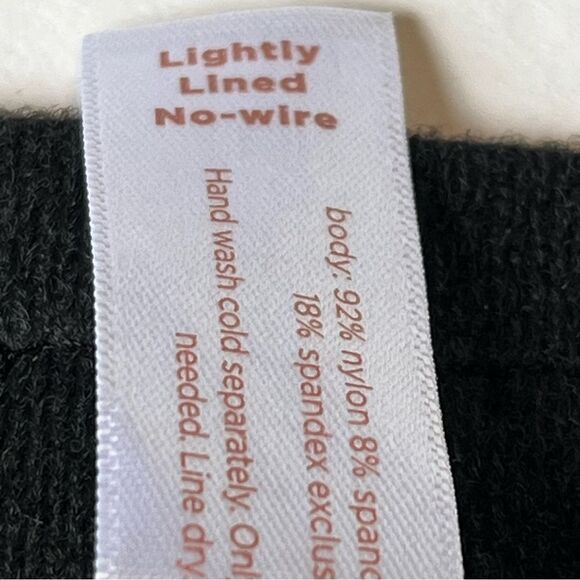 Lightly
Lined
No-wire
body: 92% nylon 8% spand
18% spandex exclus
Hand wash cold separately. Onl
needed. Line dry.